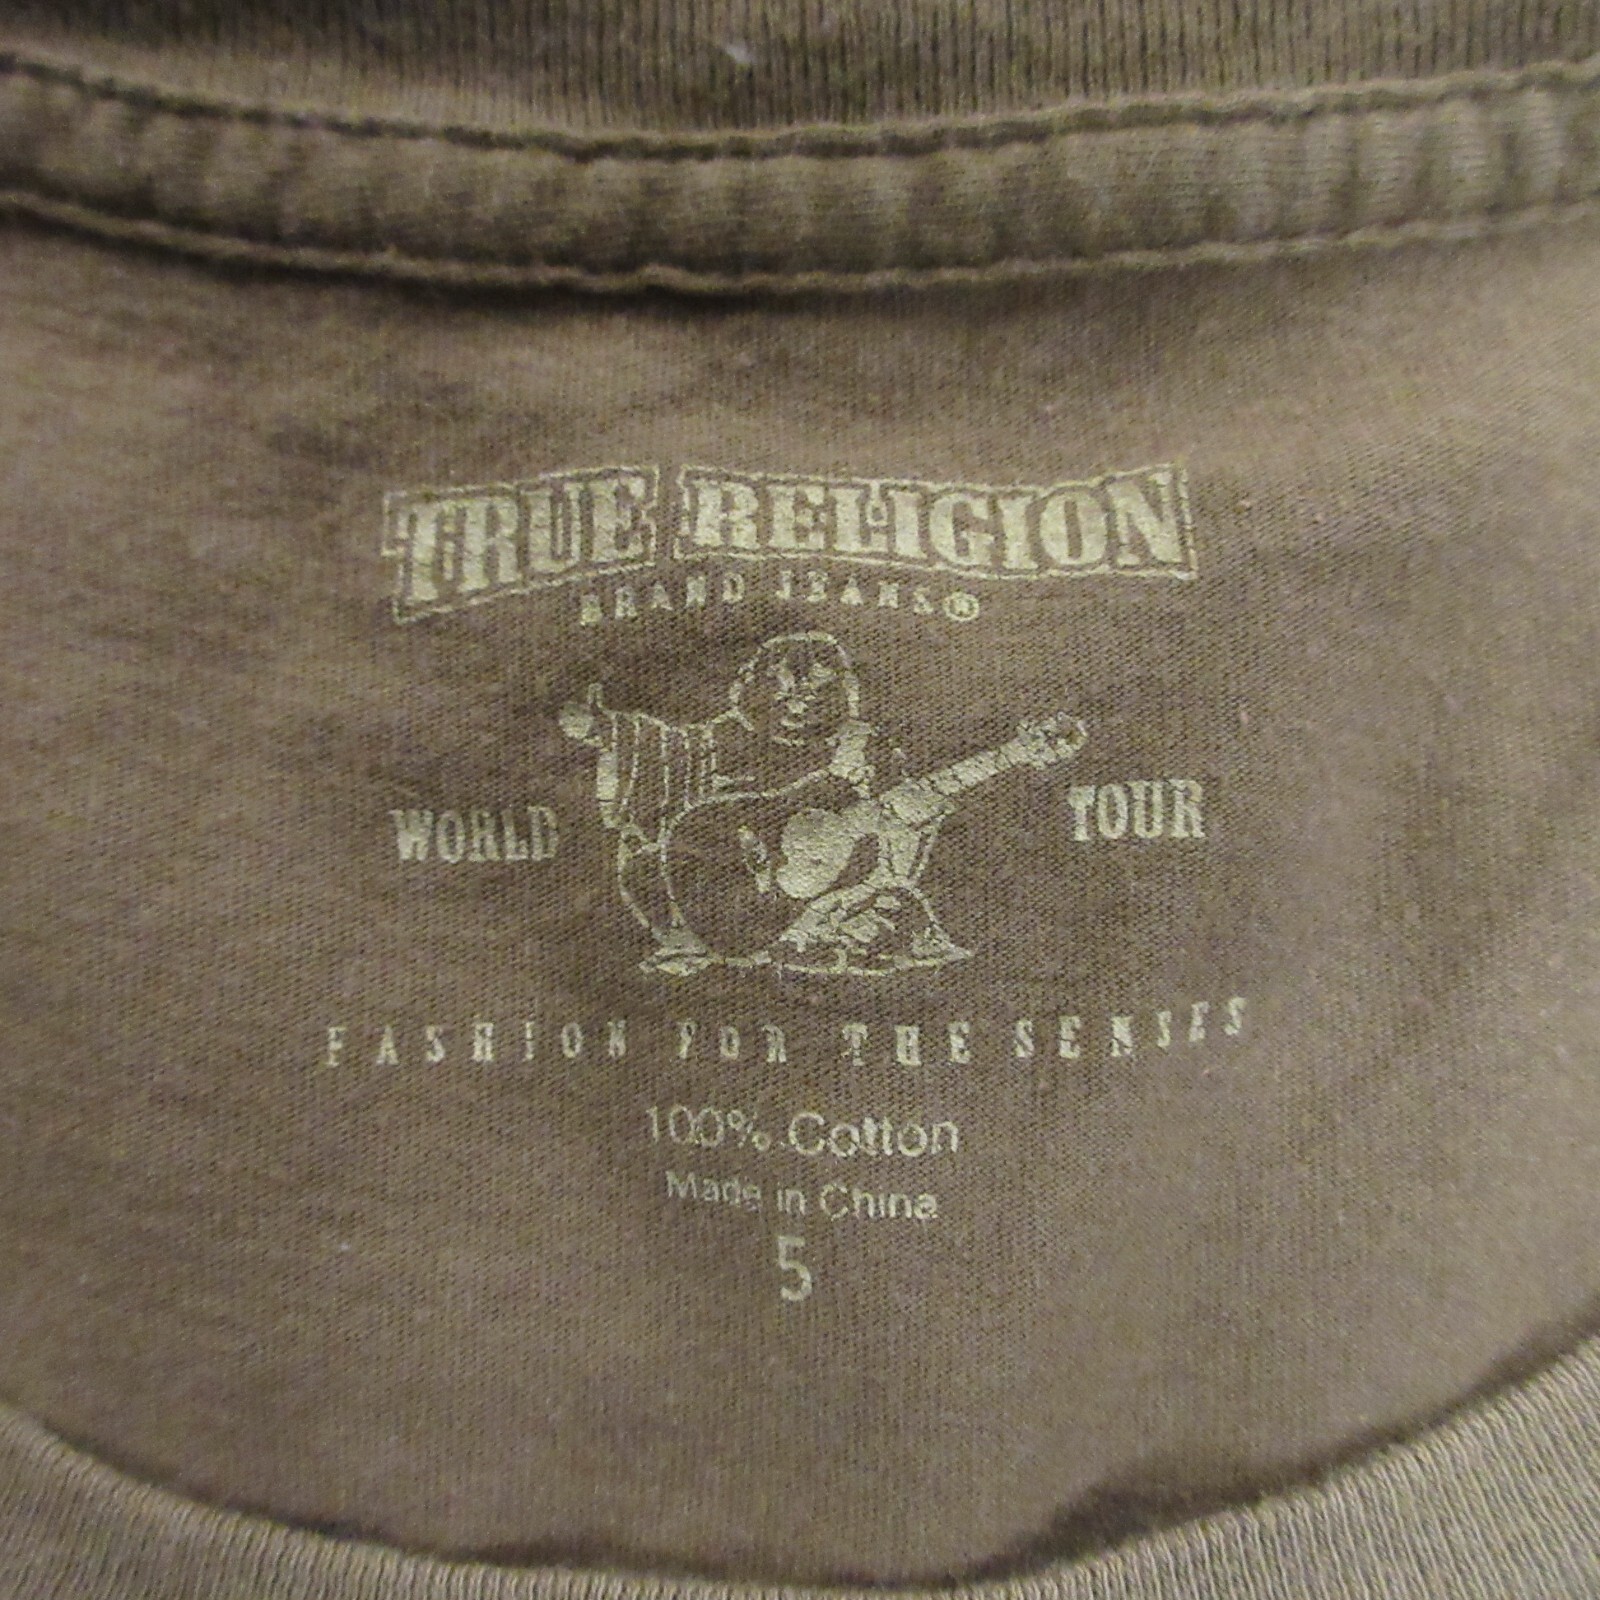 TRUE RELIGION
BRAND JEANS®
WORLD TOUR
FASHION FOR THE SENSES
100% Cotton
Made in China
5